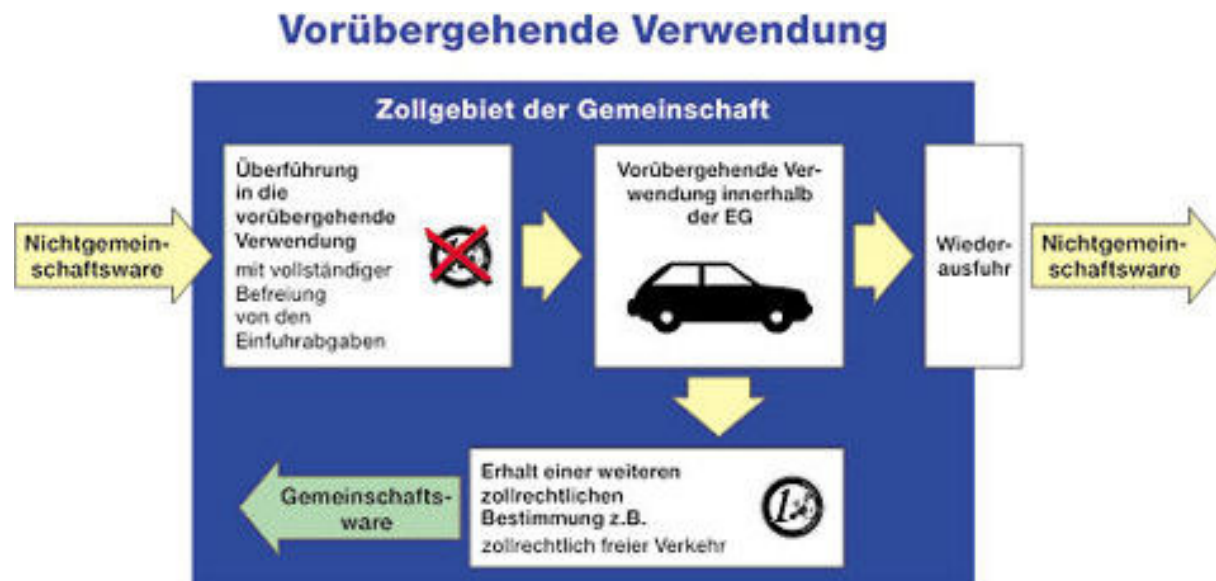 Vorübergehende Verwendung
Zollgebiet der Gemeinschaft
Nichtgemein-
schaftsware
Überführung
in die
vorübergehende
Verwendung
mit vollständiger
Befreiung
von den
Einfuhrabgaben
Vorübergehende Ver-
wendung innerhalb
der EG
Wieder-
ausfuhr
Nichtgemein-
schaftsware
Gemeinschafts-
ware
Erhalt einer weiteren
zollrechtlichen
Bestimmung z.B.
zollrechtlich freier Verkehr
1